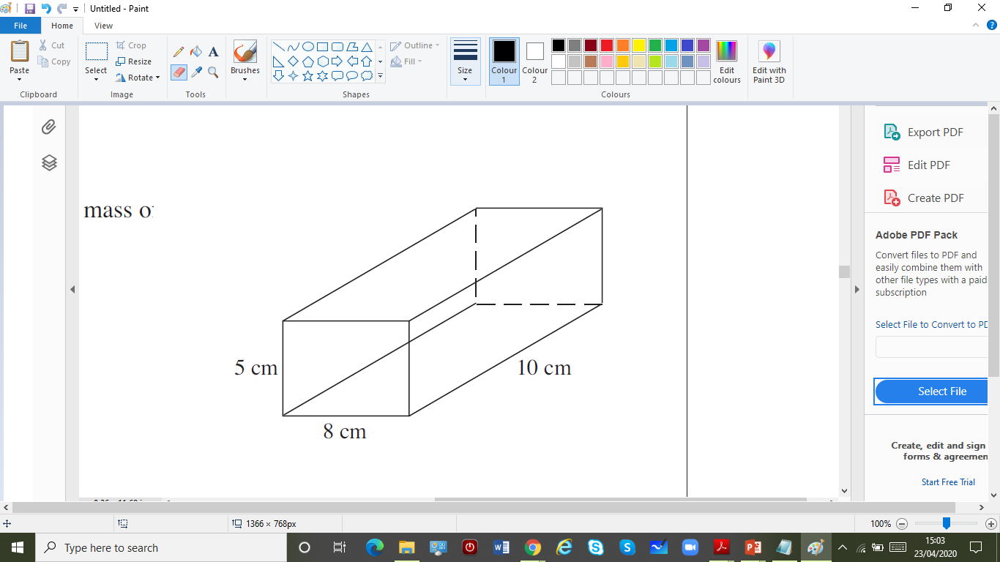 Untitled - Paint
File
Home
View
Paste
Cut
Copy
Clipboard
Select
Crop
Resize
Rotate
Image
A
Tools
Brushes
Outline
Fill
Shapes
Size
Colour 1
Colour 2
Edit colours
Colours
Edit with Paint 3D
mass o
5 cm
8 cm
10 cm
Export PDF
Edit PDF
Create PDF
Adobe PDF Pack
Convert files to PDF and
easily combine them with
other file types with a paid
subscription
Select File to Convert to PD
Select File
Create, edit and sign
forms & agreemen
Start Free Trial
1366 × 768px
100%
Type here to search
15:03
23/04/2020